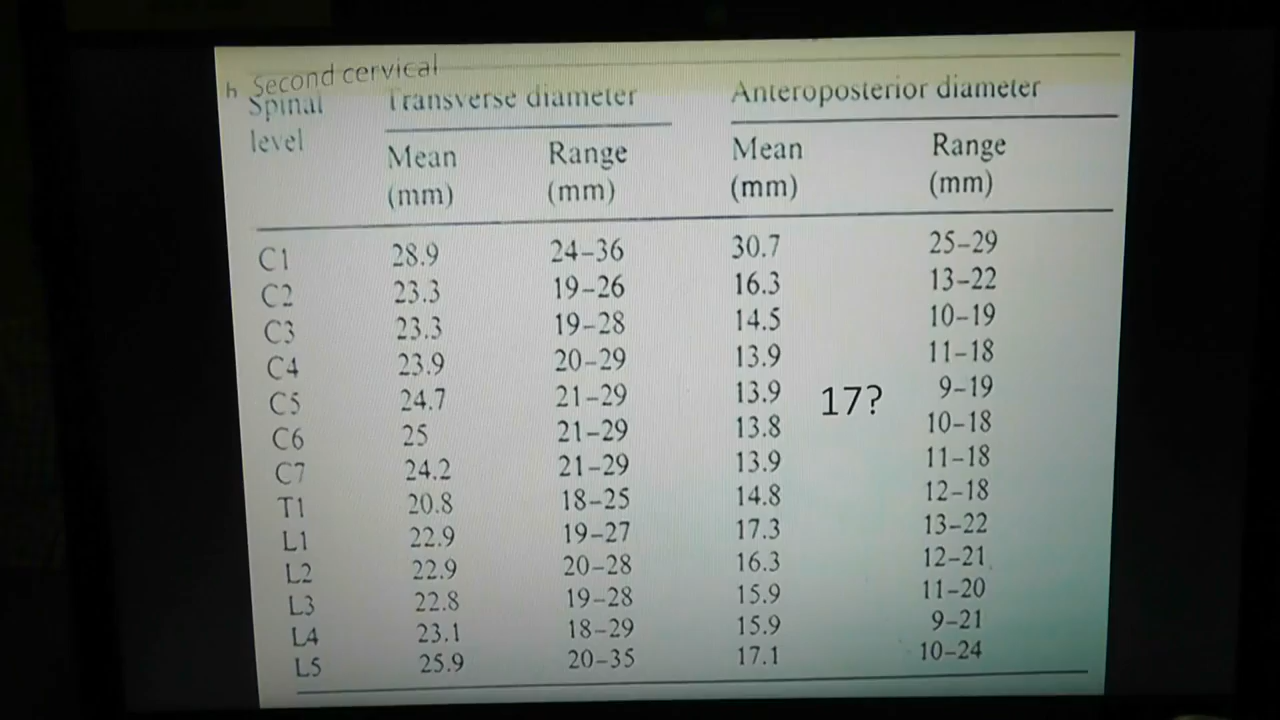 h Second cervical
Spinal level Transverse diameter Anteroposterior diameter
Mean (mm) Range (mm) Mean (mm) Range (mm)
C1 28.9 24–36 30.7 25–29
C2 23.3 19–26 16.3 13–22
C3 23.3 19–28 14.5 10–19
C4 23.9 20–29 13.9 11–18
C5 24.7 21–29 13.9 17? 9–19
C6 25 21–29 13.8 10–18
C7 24.2 21–29 13.9 11–18
T1 20.8 18–25 14.8 12–18
L1 22.9 19–27 17.3 13–22
L2 22.9 20–28 16.3 12–21
L3 22.8 19–28 15.9 11–20
L4 23.1 18–29 15.9 9–21
L5 25.9 20–35 17.1 10–24